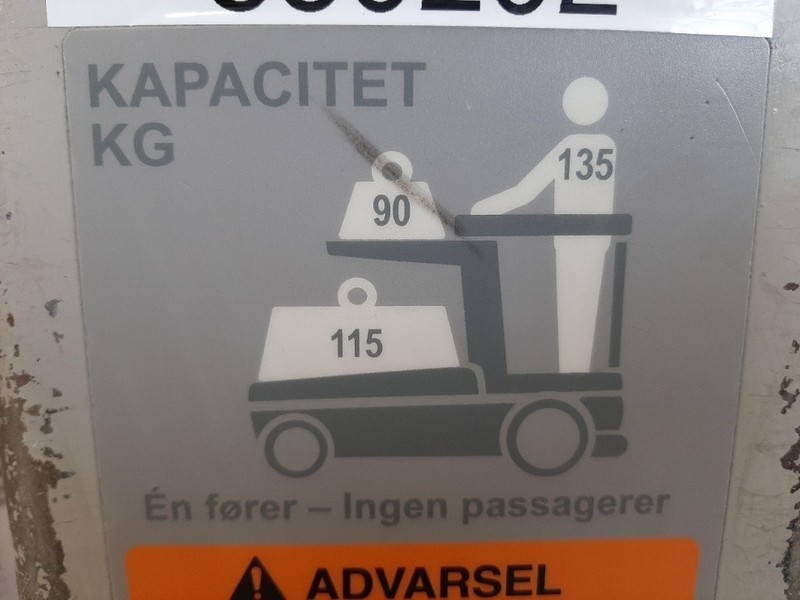 KAPACITET
KG
135
90
115
Én fører – Ingen passagerer
ADVARSEL